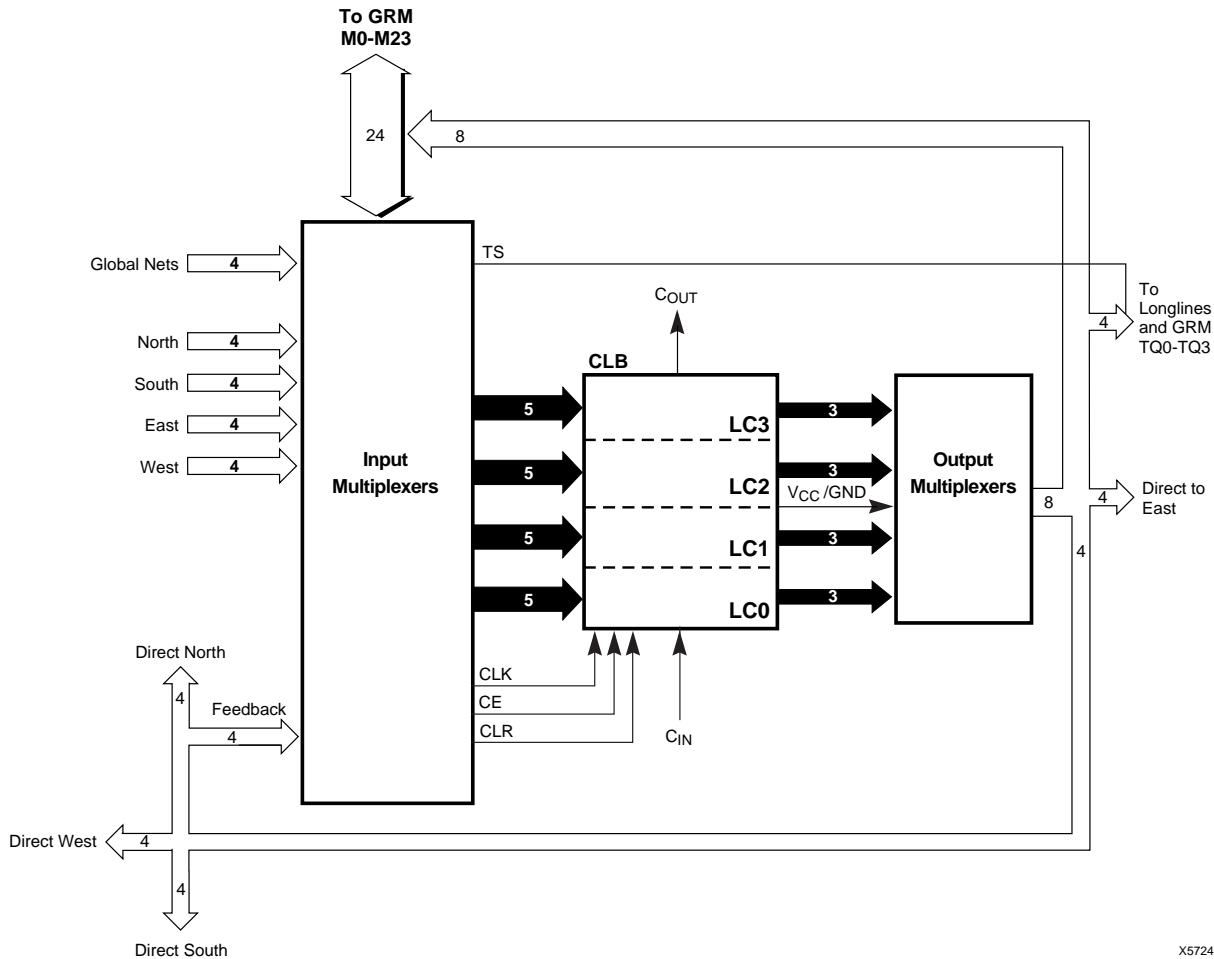 To GRM
M0-M23
24
8
Global Nets
4
TS
North
4
South
4
East
4
West
4
Input
Multiplexers
COUT
CLB
5
5
5
5
LC3
LC2
LC1
LC0
3
3
VCC /GND
3
3
Output
Multiplexers
4
To
Longlines
and GRM
TQ0-TQ3
8
4
Direct to
East
4
CLK
CE
CLR
CIN
Direct North
4
Feedback
4
Direct West
4
4
Direct South
X5724